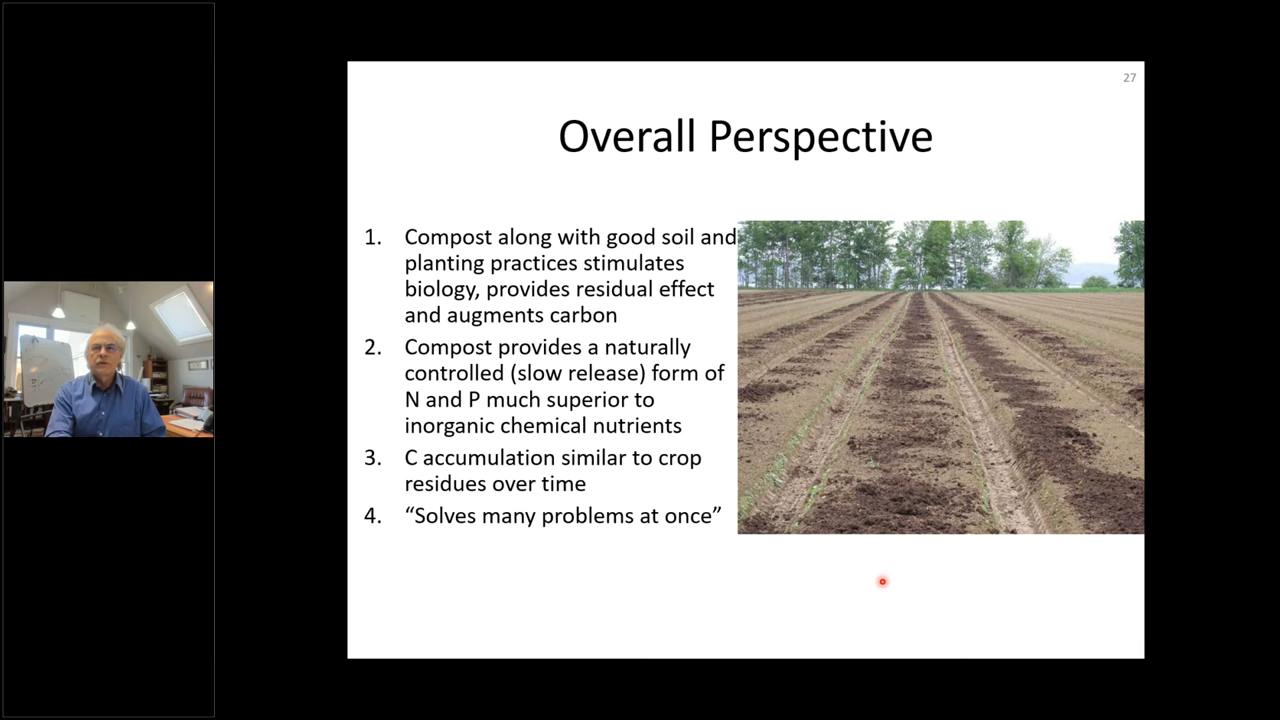 27
Overall Perspective
1. Compost along with good soil and
planting practices stimulates
biology, provides residual effect
and augments carbon
2. Compost provides a naturally
controlled (slow release) form of
N and P much superior to
inorganic chemical nutrients
3. C accumulation similar to crop
residues over time
4. “Solves many problems at once”